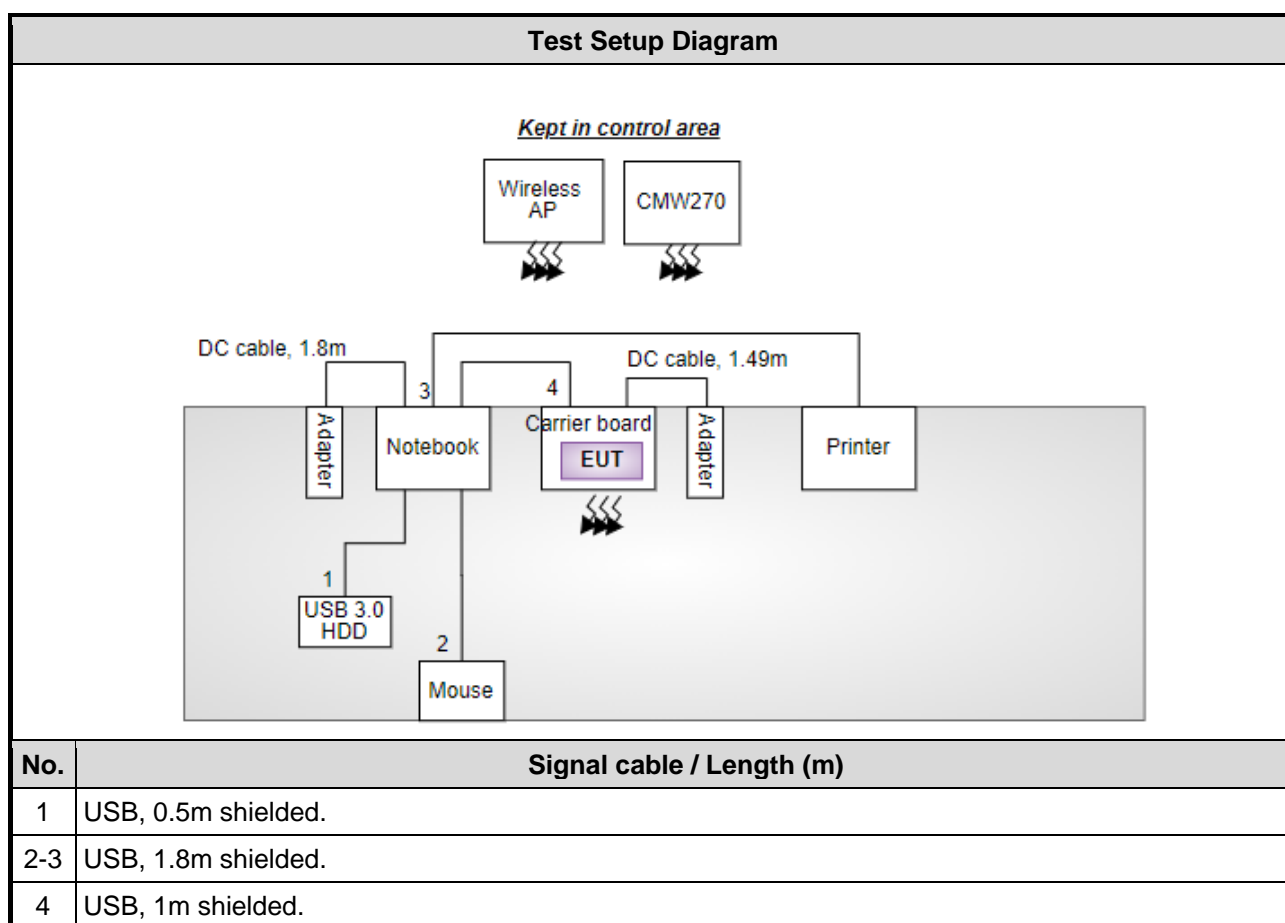 Test Setup Diagram
Kept in control area
Wireless
AP
CMW270
DC cable, 1.8m
DC cable, 1.49m
3
4
Adapter
Notebook
Carrier board
EUT
Adapter
Printer
1
USB 3.0
HDD
2
Mouse
No. Signal cable / Length (m)
1 USB, 0.5m shielded.
2-3 USB, 1.8m shielded.
4 USB, 1m shielded.